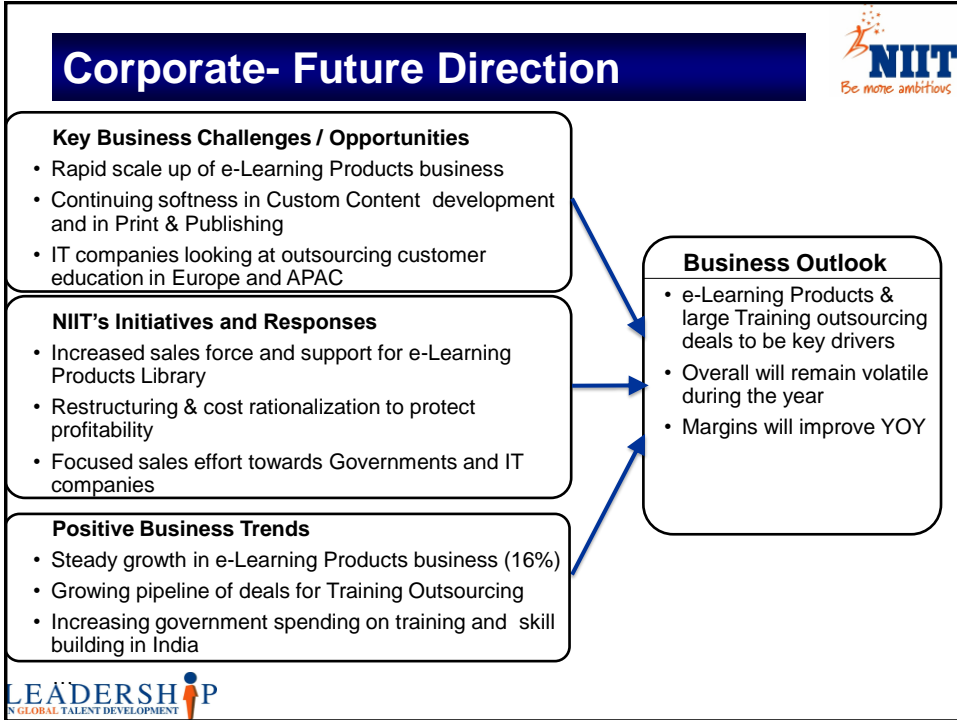 Corporate- Future Direction
NIIT
Be more ambitious
Key Business Challenges / Opportunities
• Rapid scale up of e-Learning Products business
• Continuing softness in Custom Content development
and in Print & Publishing
• IT companies looking at outsourcing customer
education in Europe and APAC
NIIT's Initiatives and Responses
• Increased sales force and support for e-Learning
Products Library
• Restructuring & cost rationalization to protect
profitability
• Focused sales effort towards Governments and IT
companies
Positive Business Trends
• Steady growth in e-Learning Products business (16%)
• Growing pipeline of deals for Training Outsourcing
• Increasing government spending on training and skill
building in India
...
Business Outlook
• e-Learning Products &
large Training outsourcing
deals to be key drivers
• Overall will remain volatile
during the year
• Margins will improve YOY
LEADERSHIP
N GLOBAL TALENT DEVELOPMENT